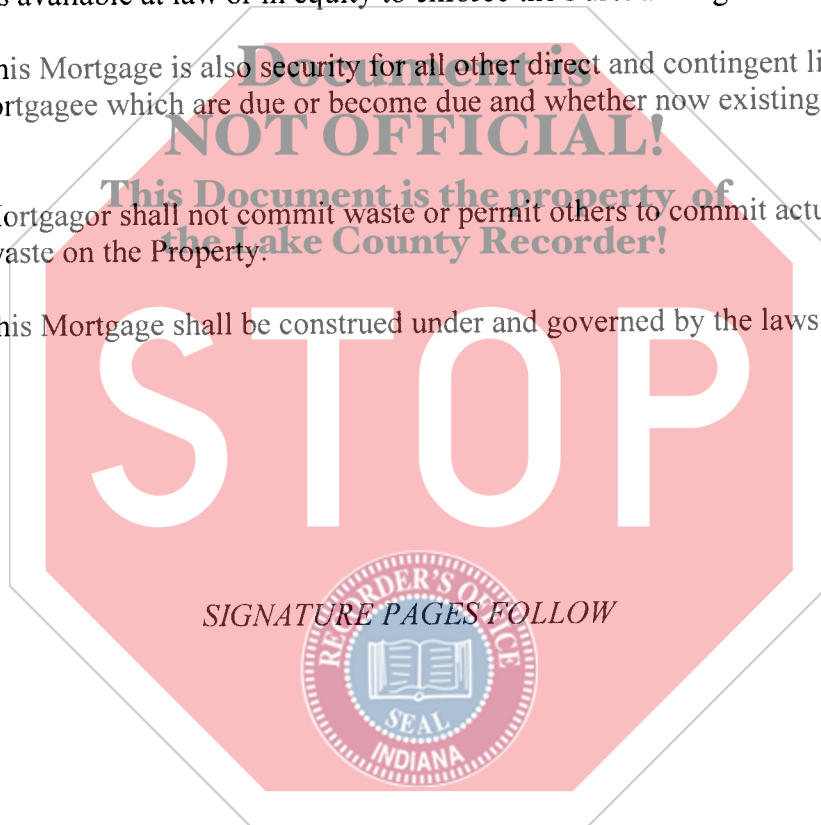 Document is
his Mortgage is also security for all other direct and contingent li
ortgagee which are due or become due and whether now existing
NOT OFFICIAL!
This Document is the property of
ortgagor shall not commit waste or permit others to commit actu
the Lake County Recorder!
aste on the Property.
his Mortgage shall be construed under and governed by the laws
STOP
SIGNATURE PAGES FOLLOW
RECORDER'S OFFICE
SEAL
INDIANA